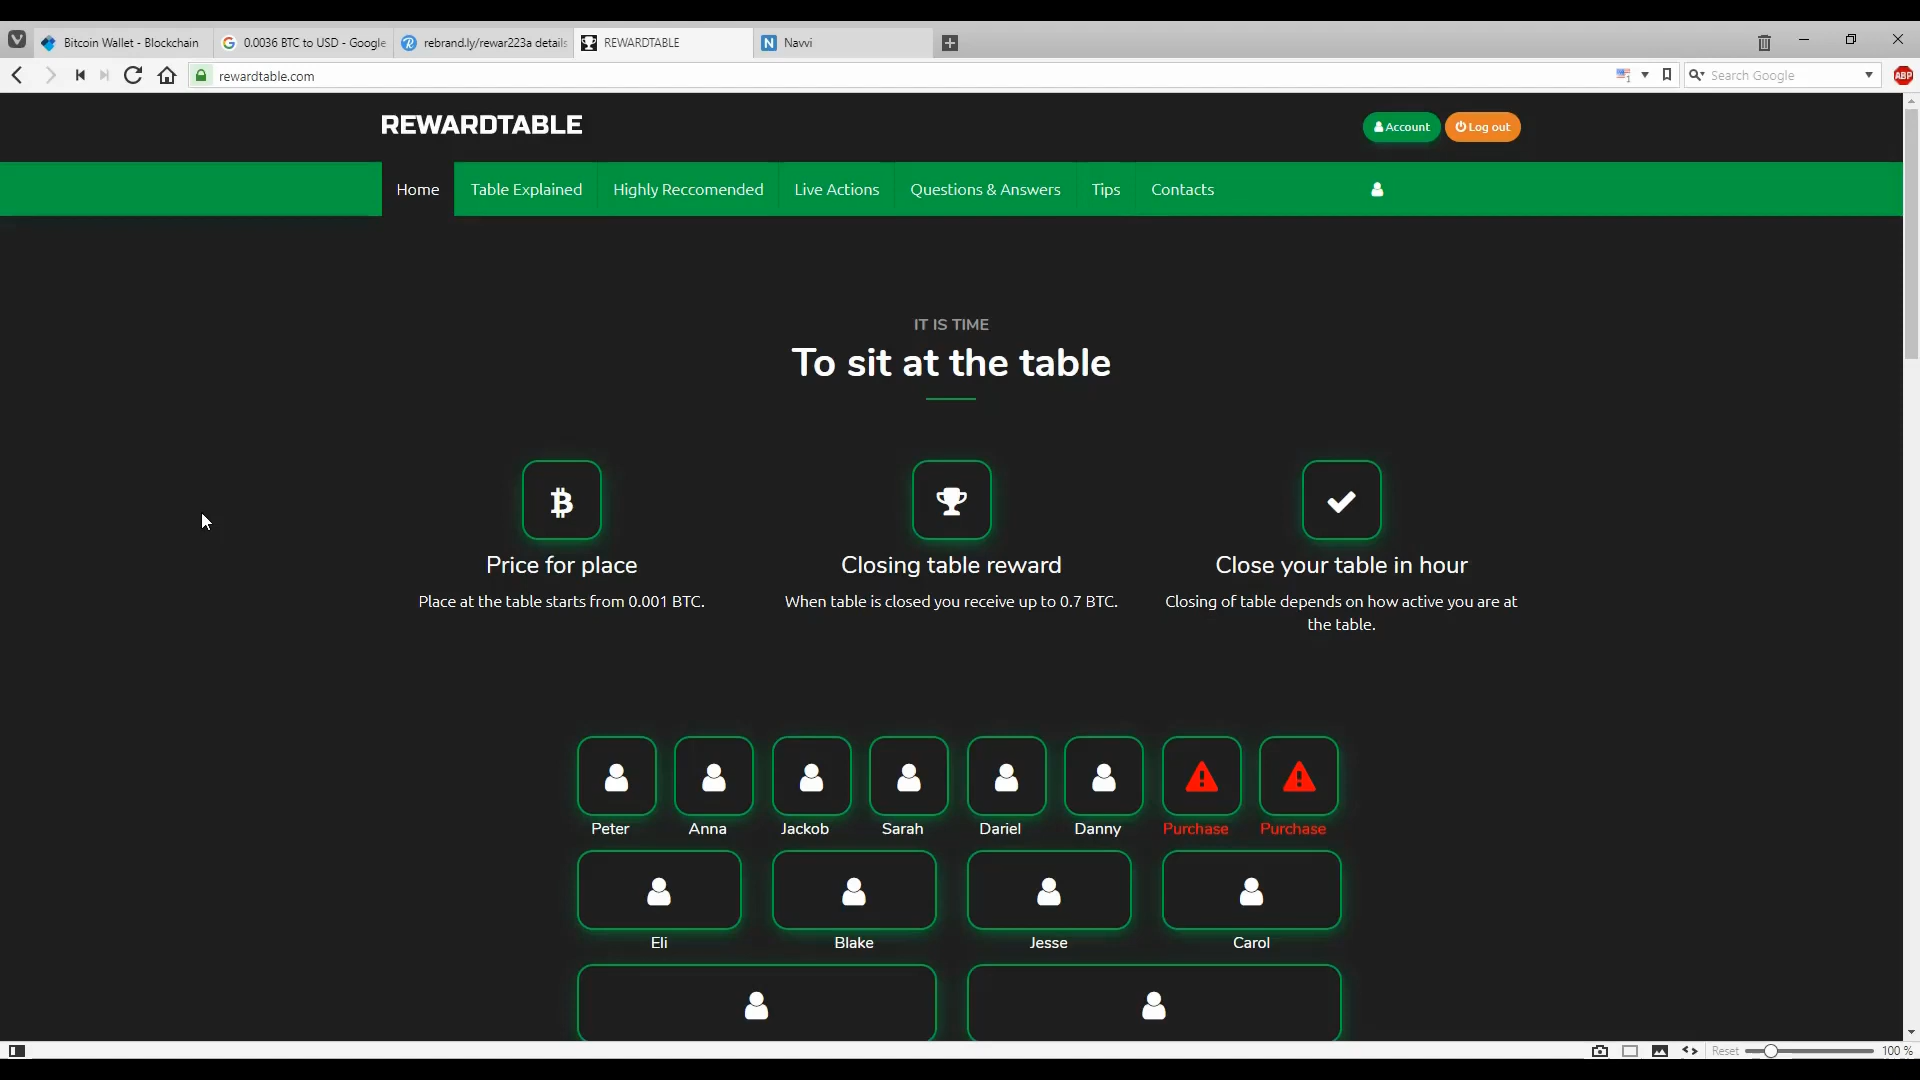 Bitcoin Wallet - Blockchain
0.0036 BTC to USD - Google
rebrand.ly/rewar223a details
REWARDTABLE
Navvi
rewardtable.com
Search Google
ABP
REWARDTABLE
Account
Log out
Home
Table Explained
Highly Reccomended
Live Actions
Questions & Answers
Tips
Contacts
IT IS TIME
To sit at the table
Price for place
Place at the table starts from 0.001 BTC.
Closing table reward
When table is closed you receive up to 0.7 BTC.
Close your table in hour
Closing of table depends on how active you are at
the table.
Peter
Anna
Jackob
Sarah
Dariel
Danny
Purchase
Purchase
Eli
Blake
Jesse
Carol
Reset
100 %